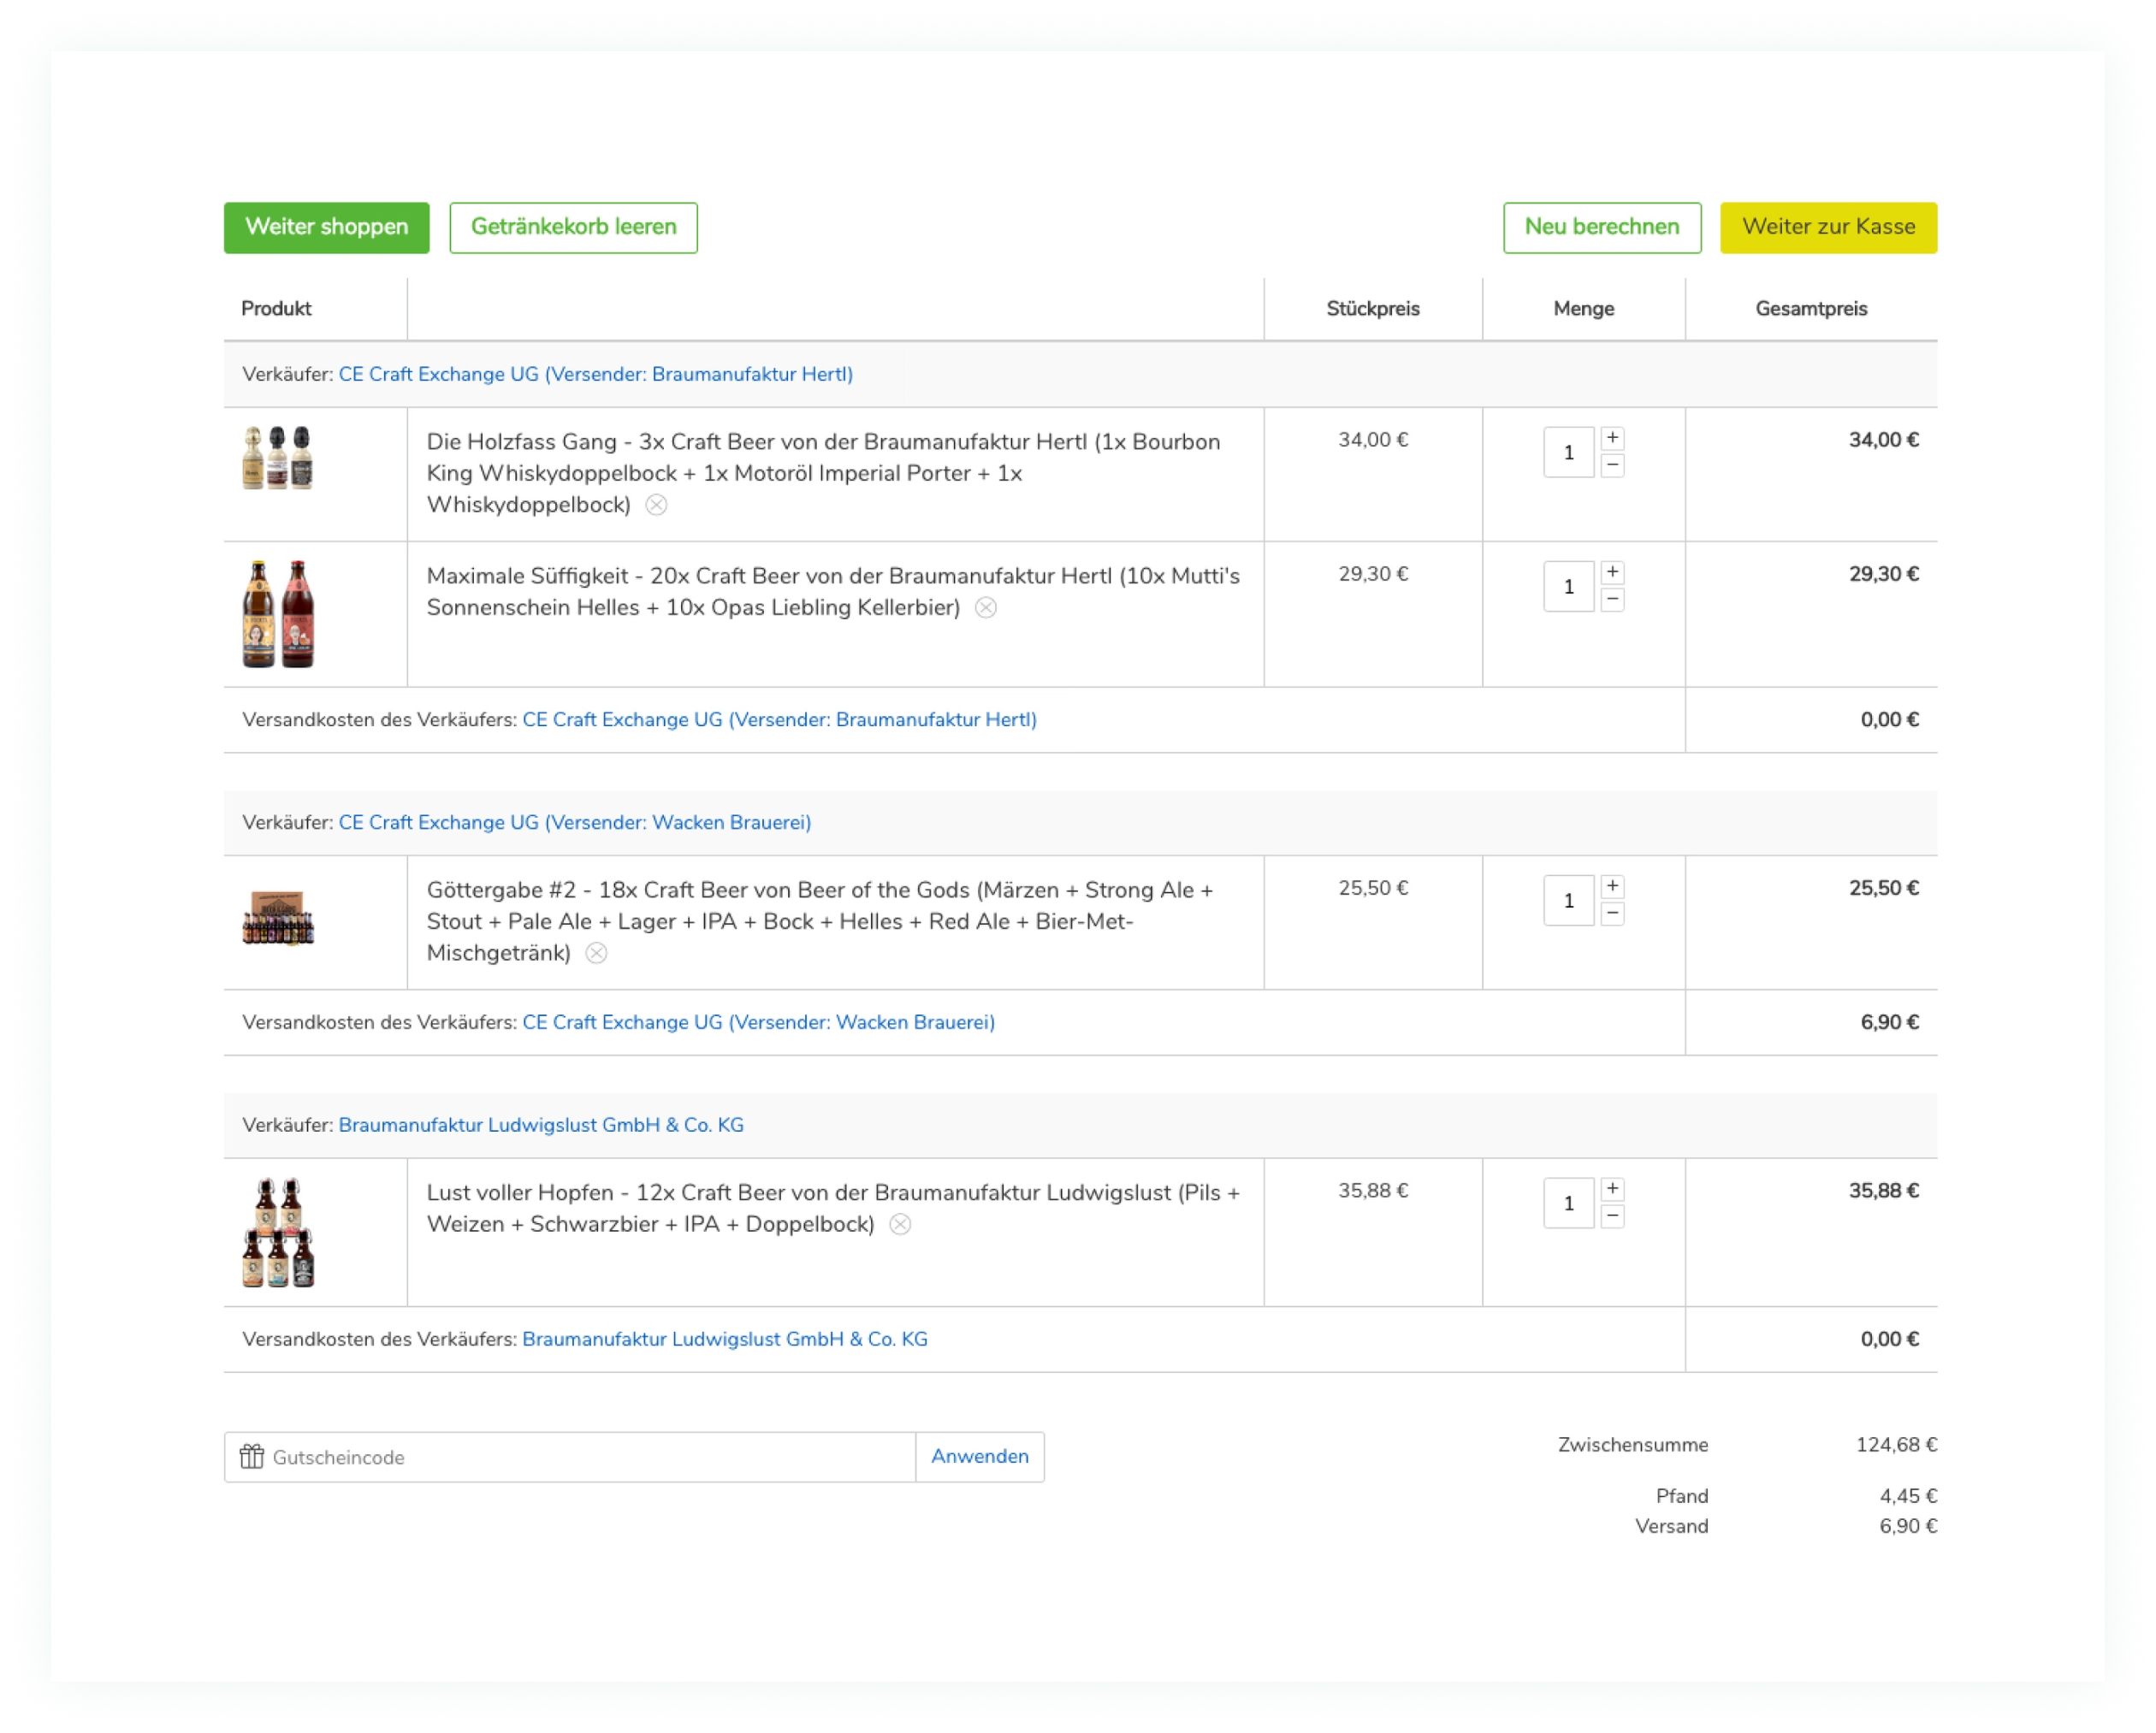 Weiter shoppen Getränkekorb leeren Neu berechnen Weiter zur Kasse
Produkt Stückpreis Menge Gesamtpreis
Verkäufer: CE Craft Exchange UG (Versender: Braumanufaktur Hertl)
Die Holzfass Gang - 3x Craft Beer von der Braumanufaktur Hertl (1x Bourbon 34,00 € 1 + 34,00 €
King Whiskydoppelbock + 1x Motoröl Imperial Porter + 1x −
Whiskydoppelbock)
Maximale Süffigkeit - 20x Craft Beer von der Braumanufaktur Hertl (10x Mutti's 29,30 € 1 + 29,30 €
Sonnenschein Helles + 10x Opas Liebling Kellerbier) −
Versandkosten des Verkäufers: CE Craft Exchange UG (Versender: Braumanufaktur Hertl) 0,00 €
Verkäufer: CE Craft Exchange UG (Versender: Wacken Brauerei)
Göttergabe #2 - 18x Craft Beer von Beer of the Gods (Märzen + Strong Ale + 25,50 € 1 + 25,50 €
Stout + Pale Ale + Lager + IPA + Bock + Helles + Red Ale + Bier-Met- −
Mischgetränk)
Versandkosten des Verkäufers: CE Craft Exchange UG (Versender: Wacken Brauerei) 6,90 €
Verkäufer: Braumanufaktur Ludwigslust GmbH & Co. KG
Lust voller Hopfen - 12x Craft Beer von der Braumanufaktur Ludwigslust (Pils + 35,88 € 1 + 35,88 €
Weizen + Schwarzbier + IPA + Doppelbock) −
Versandkosten des Verkäufers: Braumanufaktur Ludwigslust GmbH & Co. KG 0,00 €
Gutscheincode Anwenden Zwischensumme 124,68 €
Pfand 4,45 €
Versand 6,90 €